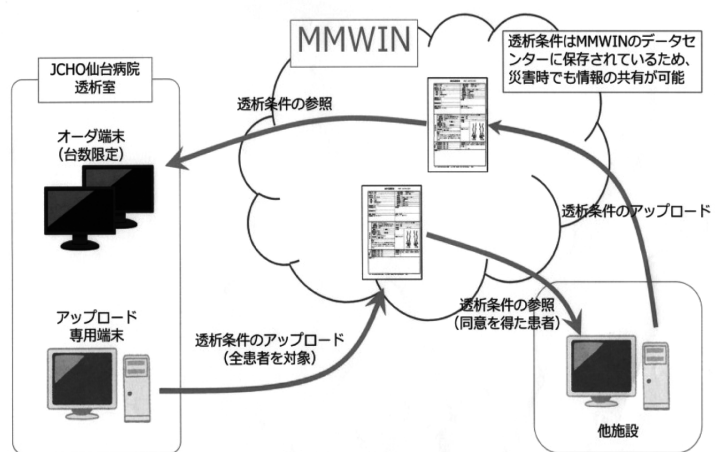 MMWIN
透析条件はMMWINのデータセ
ンターに保存されているため、
災害時でも情報の共有が可能
JCHO仙台病院
透析室
透析条件の参照
オーダ端末
(台数限定)
透析条件のアップロード
アップロード
専用端末
透析条件のアップロード
(全患者を対象)
透析条件の参照
(同意を得た患者)
他施設